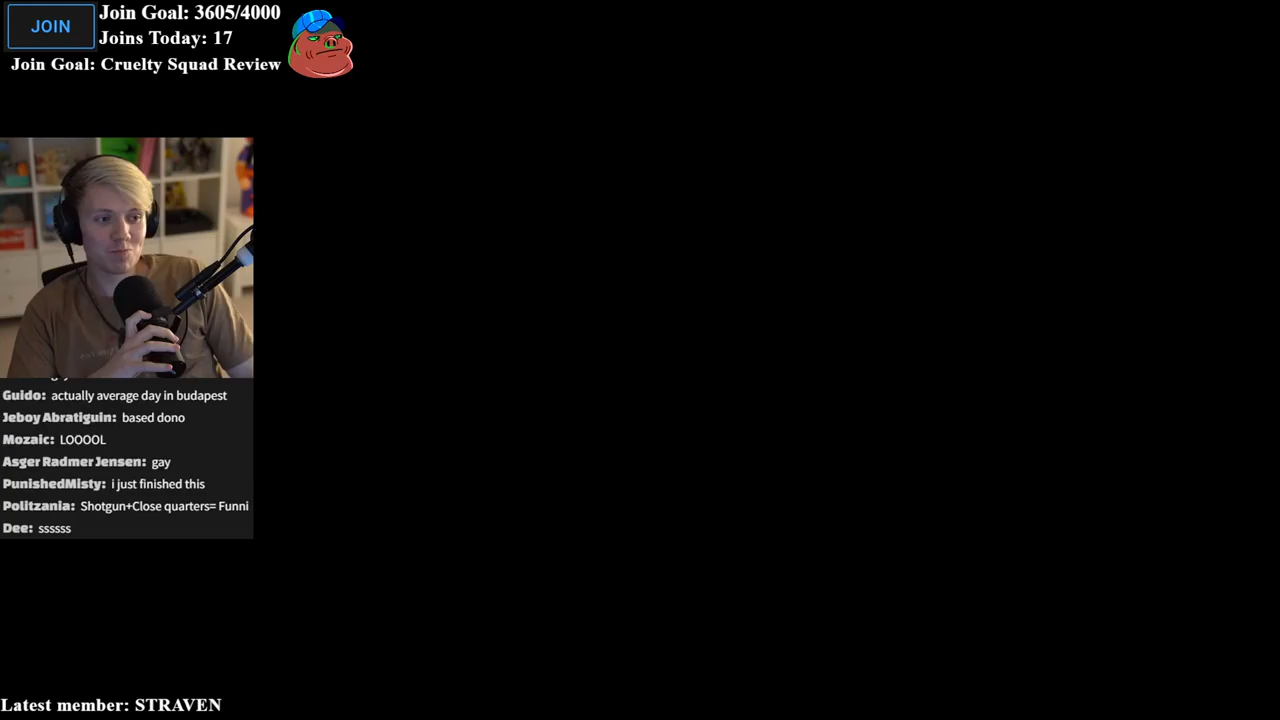 JOIN
Join Goal: 3605/4000
Joins Today: 17
Join Goal: Cruelty Squad Review
Guido: actually average day in budapest
Jeboy Abratiguin: based dono
Mozaic: LOOOOL
Asger Radmer Jensen: gay
PunishedMisty: i just finished this
Politzania: Shotgun+Close quarters= Funni
Dee: ssssss
Latest member: STRAVEN